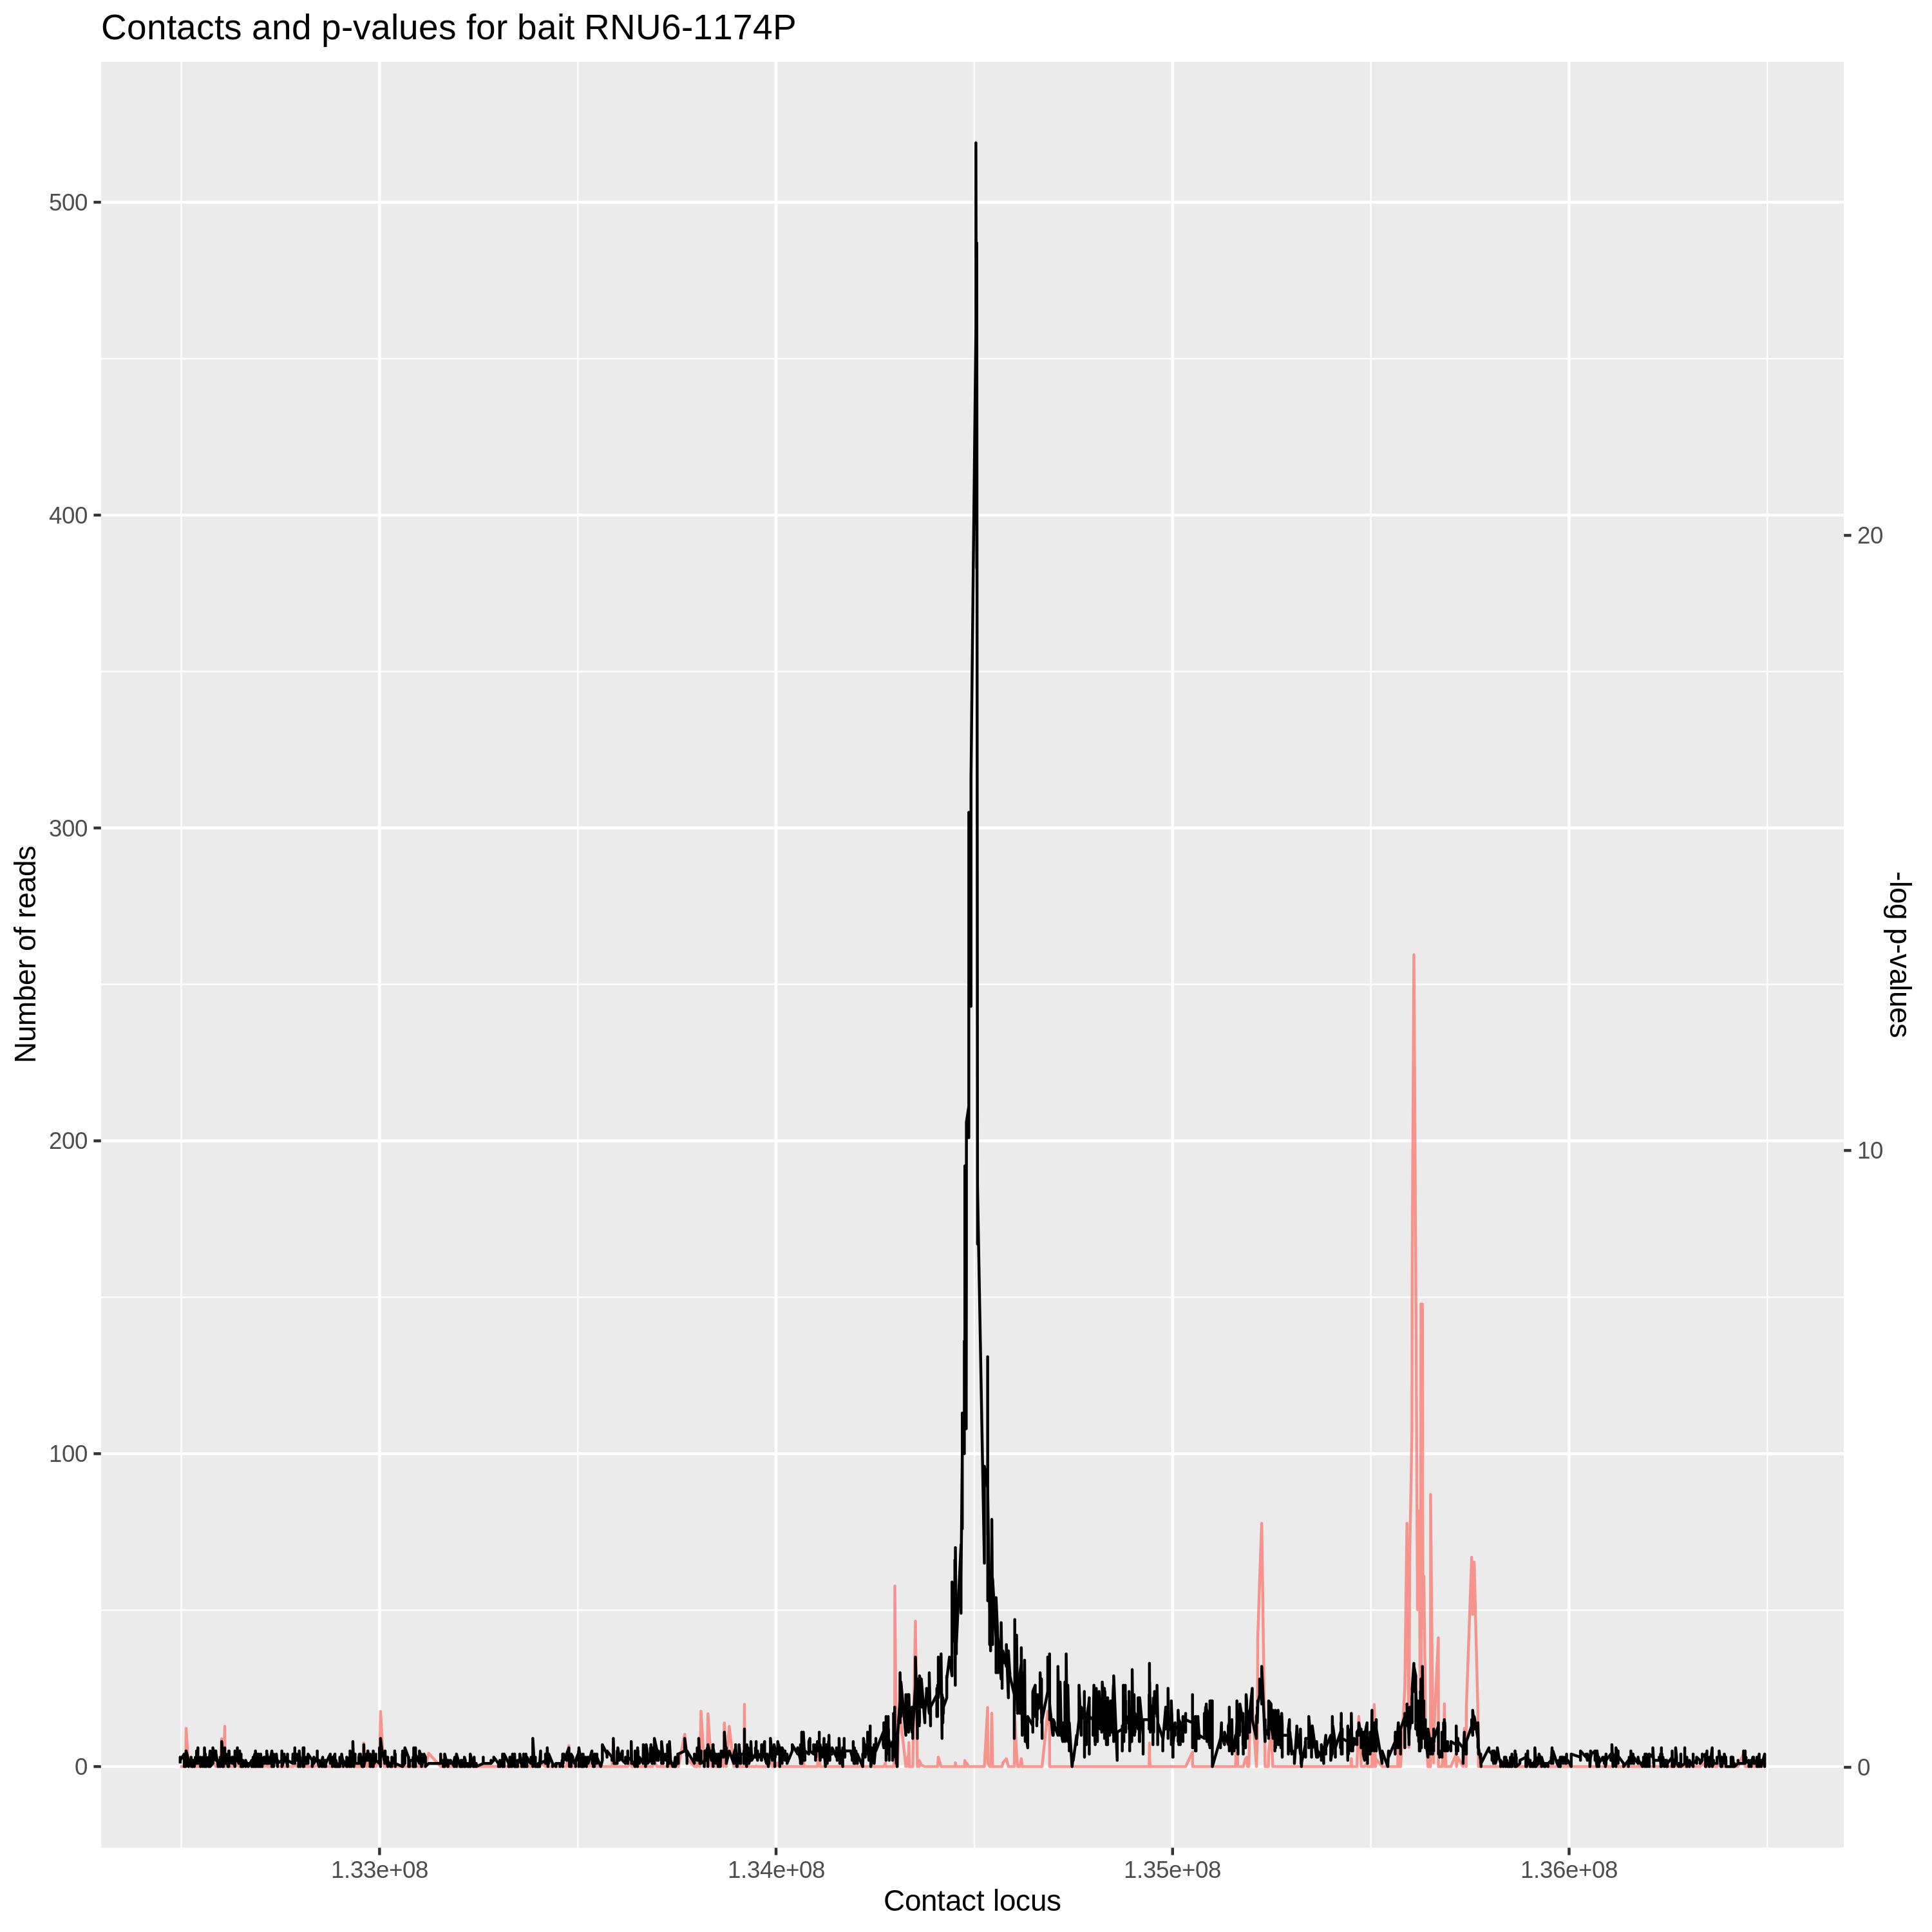 Contacts and p-values for bait RNU6-1174P
500
400
300
200
100
0
Number of reads
20
10
0
-log p-values
1.33e+08
1.34e+08
1.35e+08
1.36e+08
Contact locus